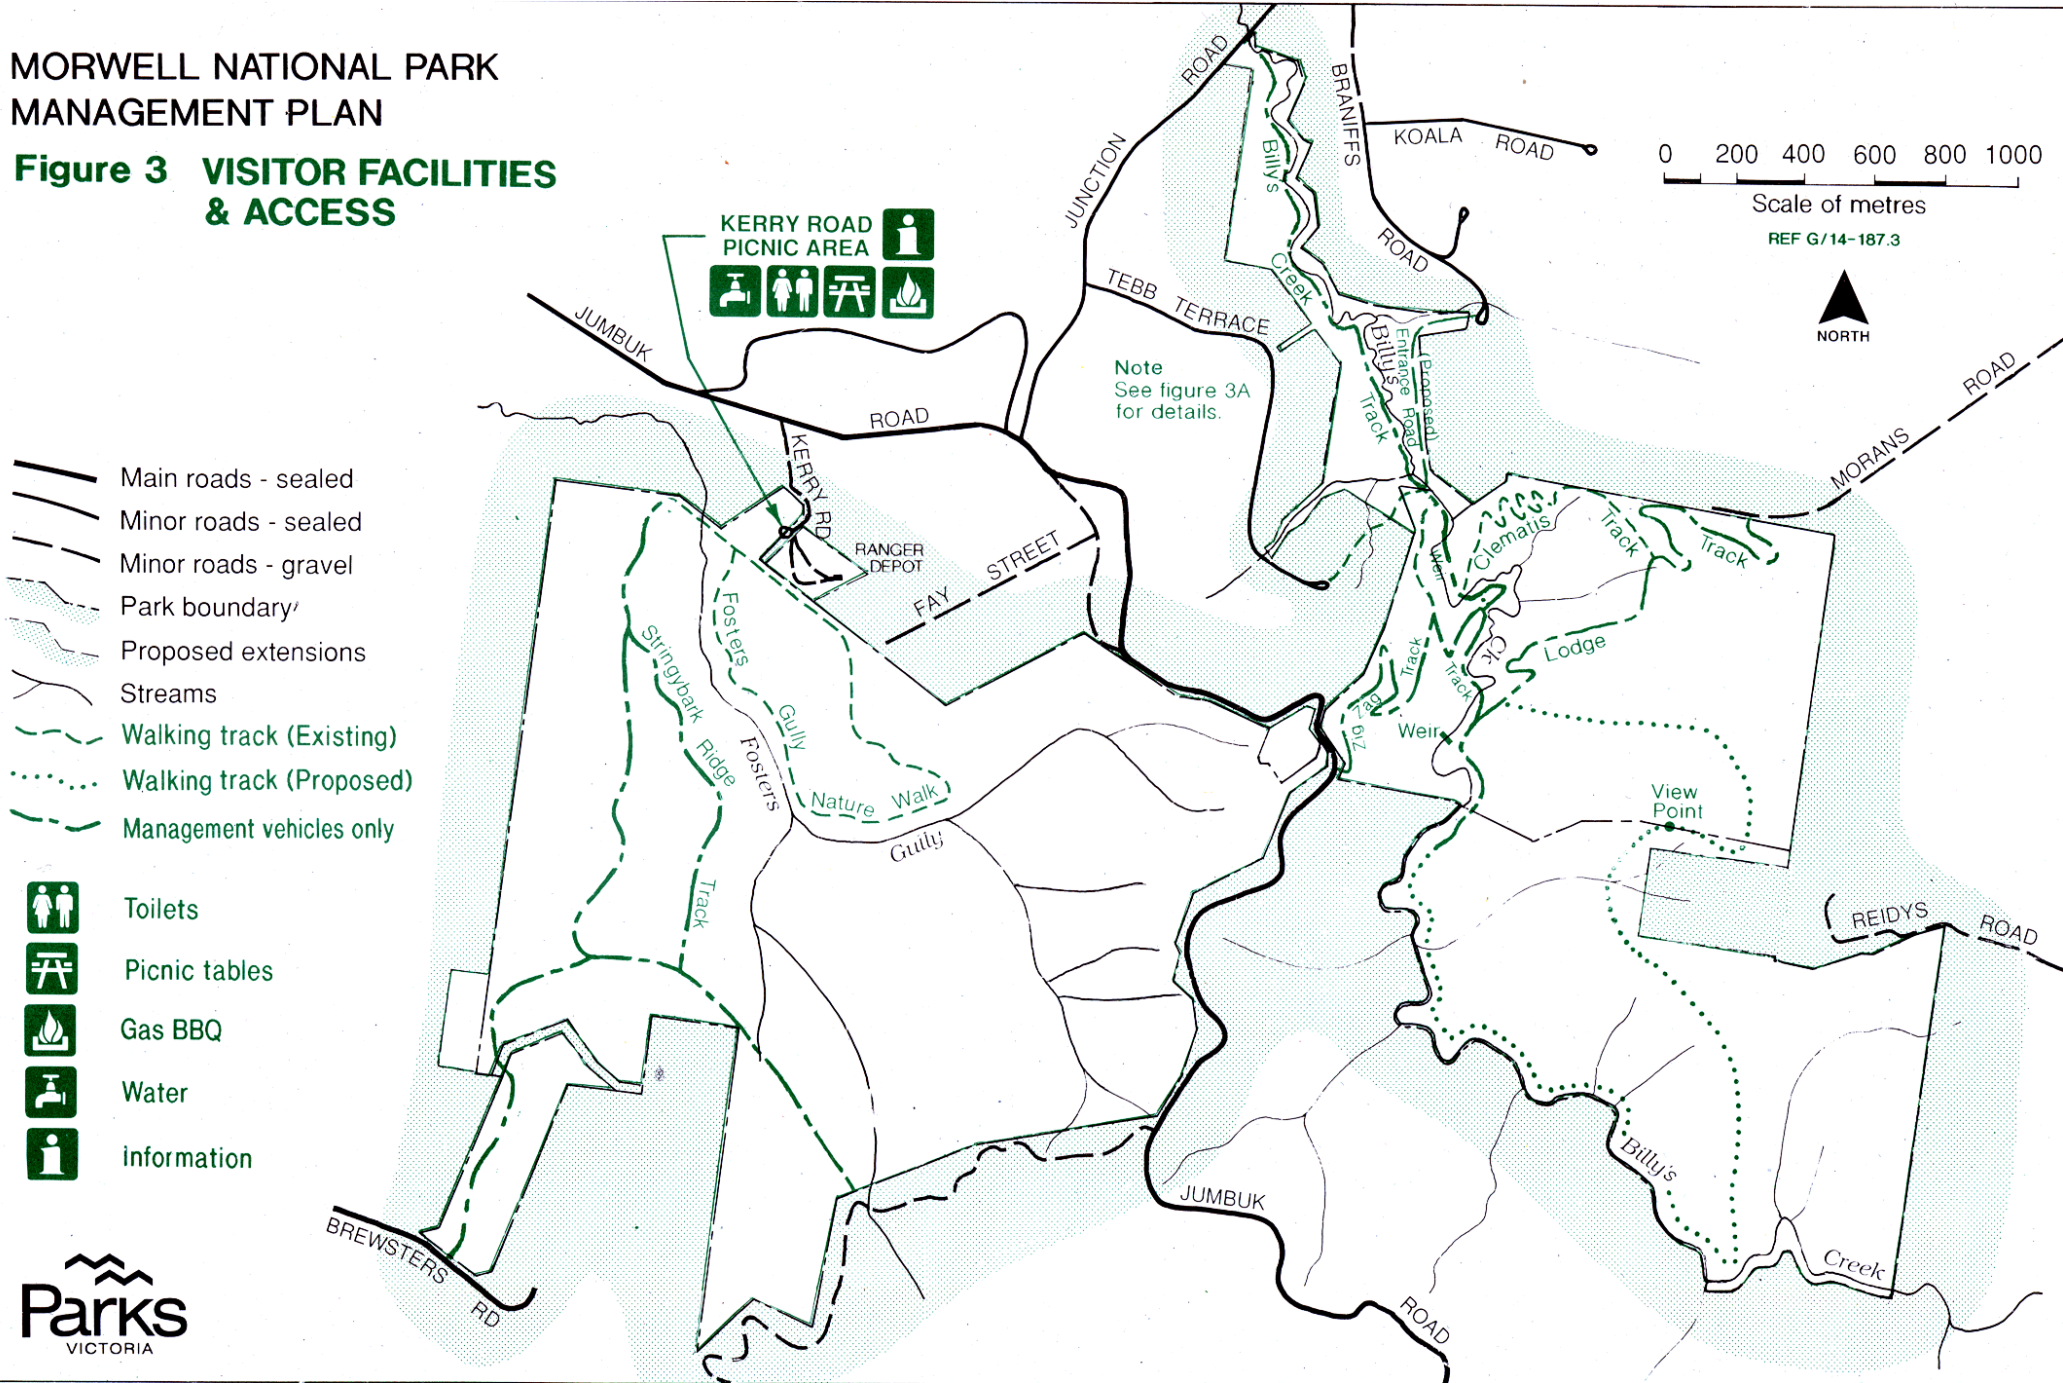 MORWELL NATIONAL PARK
MANAGEMENT PLAN
Figure 3 VISITOR FACILITIES
& ACCESS
KERRY ROAD
PICNIC AREA
JUNCTION
ROAD
BRANIFFS
ROAD
KOALA ROAD
0 200 400 600 800 1000
Scale of metres
REF G/14-187.3
NORTH
Billys
Creek
Track
TEBB TERRACE
Billy's
Entrance Road
(Proposed)
Note
See figure 3A
for details.
JUMBUK
ROAD
KERRY RD
RANGER
DEPOT
FAY STREET
MORANS
ROAD
Main roads - sealed
Minor roads - sealed
Minor roads - gravel
Park boundary
Proposed extensions
Streams
Walking track (Existing)
Walking track (Proposed)
Management vehicles only
Toilets
Picnic tables
Gas BBQ
Water
information
Clematis
Track
Track
Weir
Ck
Lodge
Track
Track
Zig Zag
Weir
Fosters
Gully
Nature Walk
Stringybark
Ridge
Track
Fosters
Gully
View
Point
REIDYS
ROAD
Billy's
Creek
JUMBUK
ROAD
BREWSTERS
RD
Parks
VICTORIA